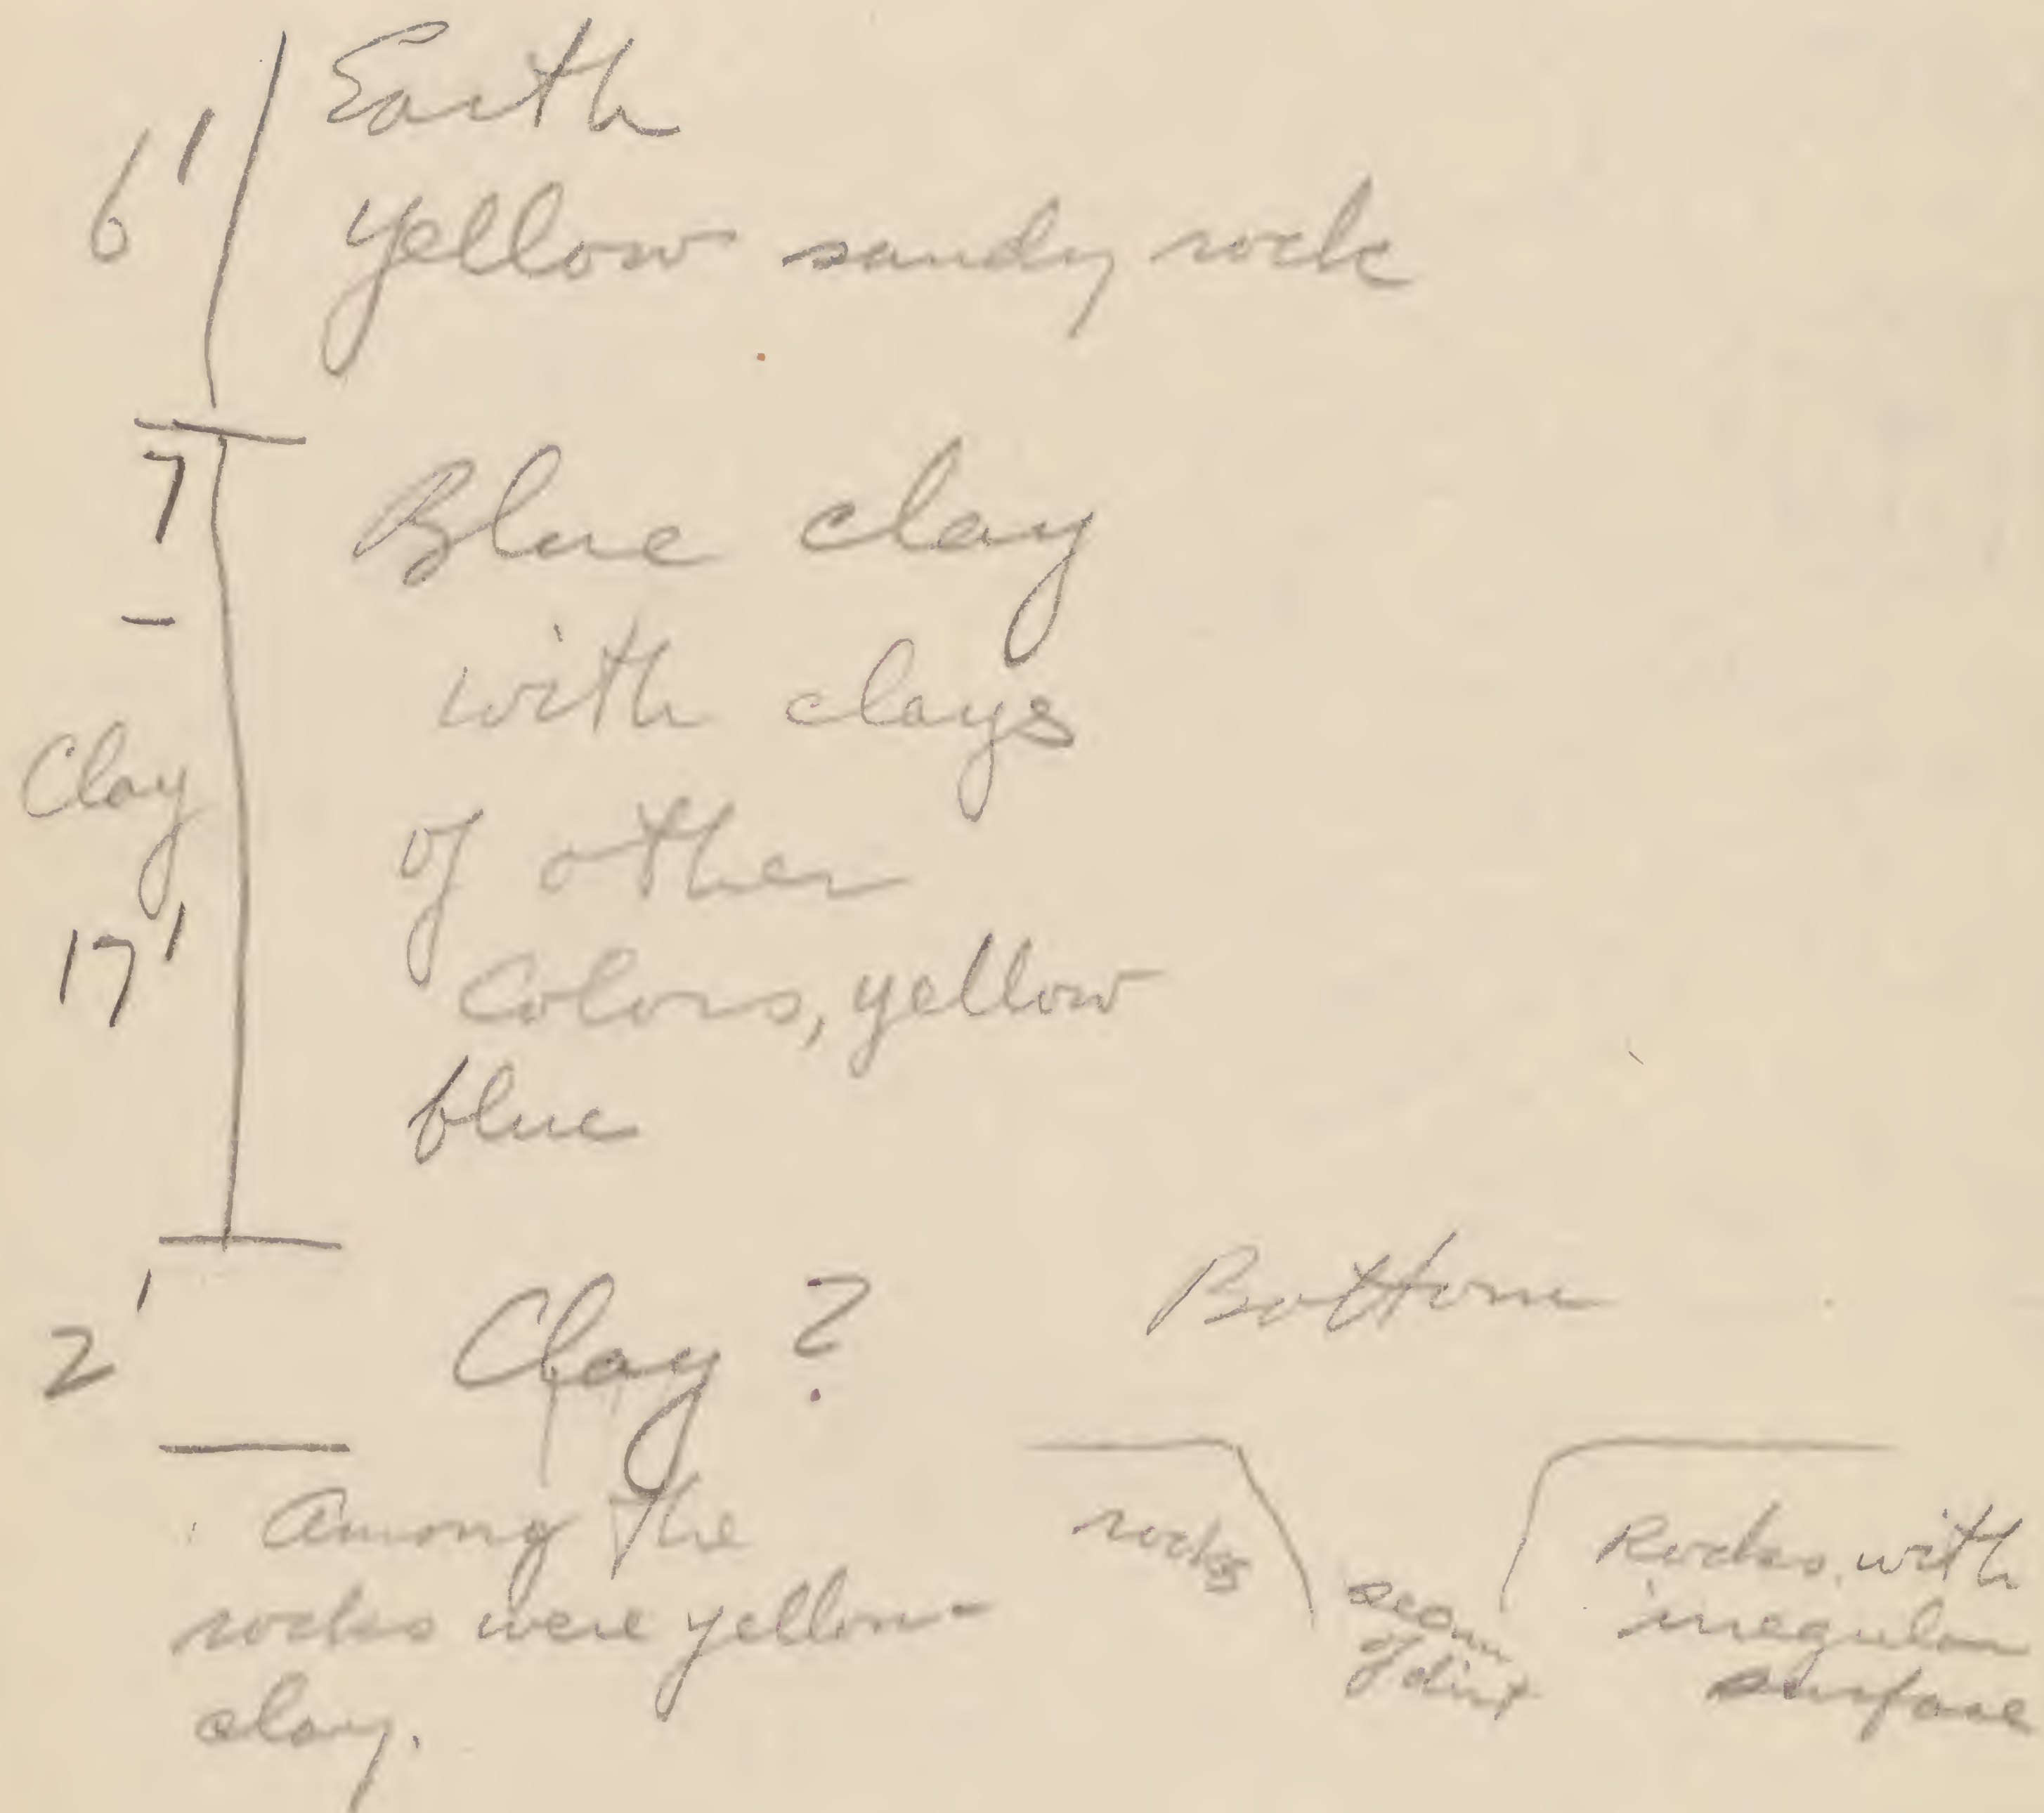 6' Earth
yellow sandy rock
7 Blue clay
- with clays
Clay of other
17' colors, yellow
blue
2' Clay ?
Among the
rocks were yellow
clay.
Bottom
rocks
seam
of dirt
Rocks with
irregular
surface